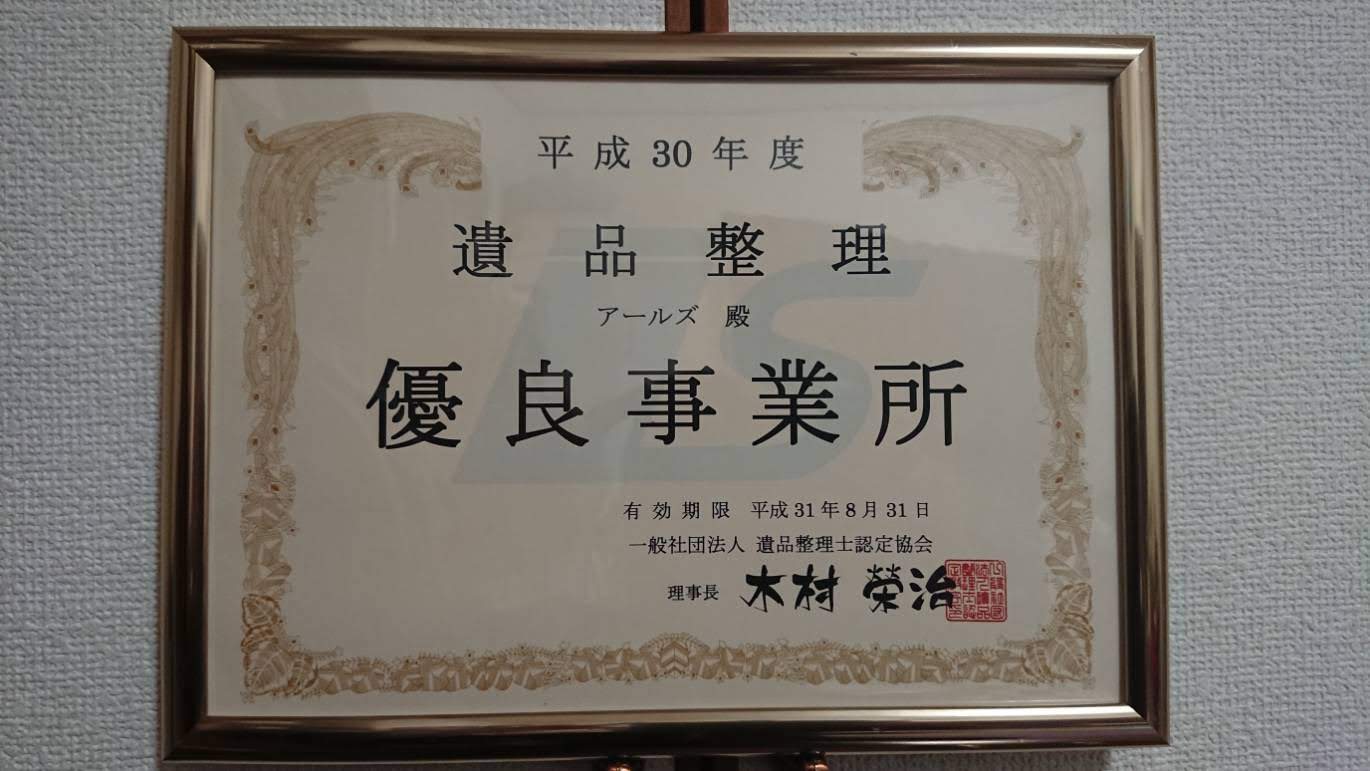 平成30年度
遺品整理
アールズ 殿
優良事業所
有効期限 平成31年8月31日
一般社団法人 遺品整理士認定協会
理事長 木村 榮治